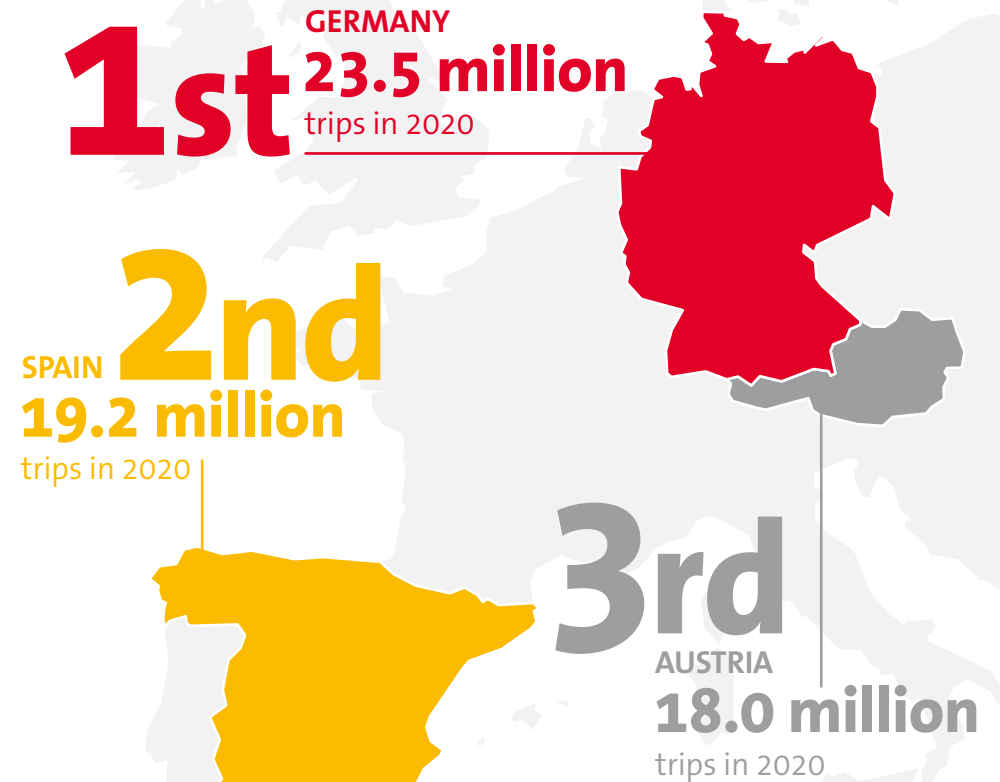 1st
GERMANY
23.5 million
trips in 2020
2nd
SPAIN
19.2 million
trips in 2020
3rd
AUSTRIA
18.0 million
trips in 2020